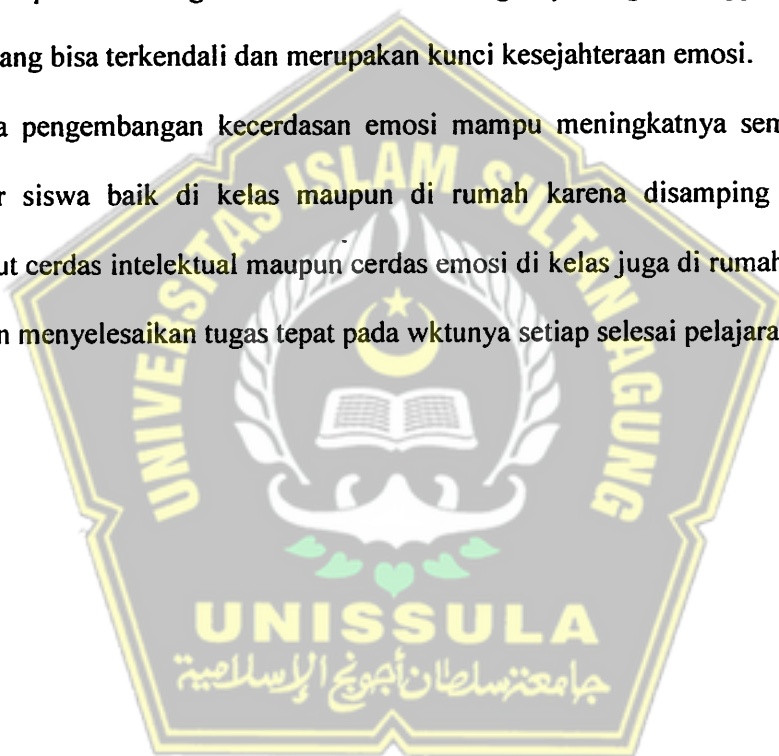 ang bisa terkendali dan merupakan kunci kesejahteraan emosi.
a pengembangan kecerdasan emosi mampu meningkatnya sem
r siswa baik di kelas maupun di rumah karena disamping
ut cerdas intelektual maupun cerdas emosi di kelas juga di rumah
n menyelesaikan tugas tepat pada wktunya setiap selesai pelajara
UNIVERSITAS ISLAM SULTAN AGUNG
UNISSULA
جامعة سلطان أجونج الإسلامية